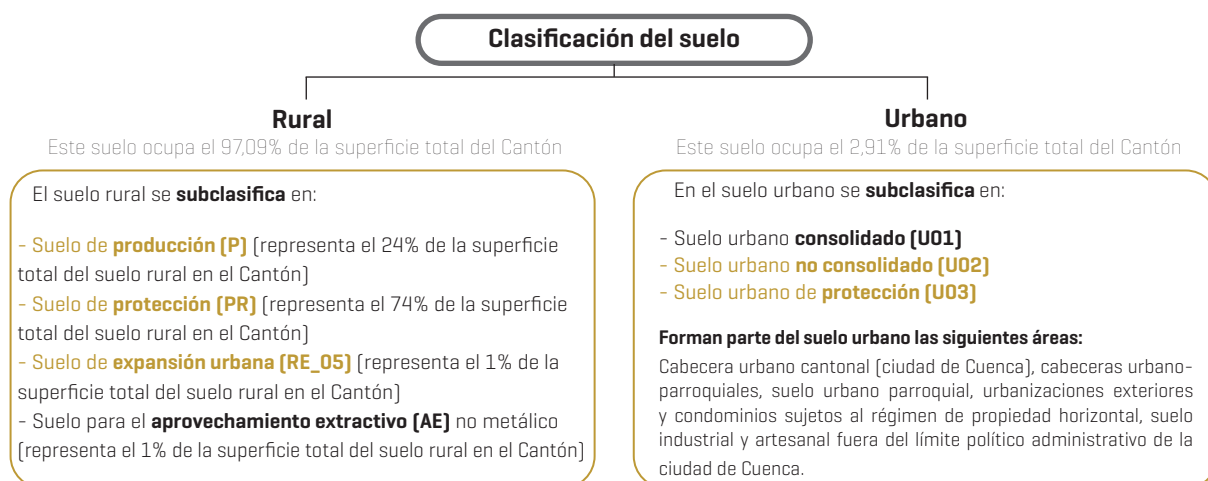 Clasificación del suelo
Rural
Este suelo ocupa el 97,09% de la superficie total del Cantón
El suelo rural se subclasifica en:
- Suelo de producción (P) (representa el 24% de la superficie
total del suelo rural en el Cantón)
- Suelo de protección (PR) (representa el 74% de la superficie
total del suelo rural en el Cantón)
- Suelo de expansión urbana (RE_05) (representa el 1% de la
superficie total del suelo rural en el Cantón)
- Suelo para el aprovechamiento extractivo (AE) no metálico
(representa el 1% de la superficie total del suelo rural en el Cantón)
Urbano
Este suelo ocupa el 2,91% de la superficie total del Cantón
En el suelo urbano se subclasifica en:
- Suelo urbano consolidado (U01)
- Suelo urbano no consolidado (U02)
- Suelo urbano de protección (U03)
Forman parte del suelo urbano las siguientes áreas:
Cabecera urbano cantonal (ciudad de Cuenca), cabeceras urbano-
parroquiales, suelo urbano parroquial, urbanizaciones exteriores
y condominios sujetos al régimen de propiedad horizontal, suelo
industrial y artesanal fuera del límite político administrativo de la
ciudad de Cuenca.